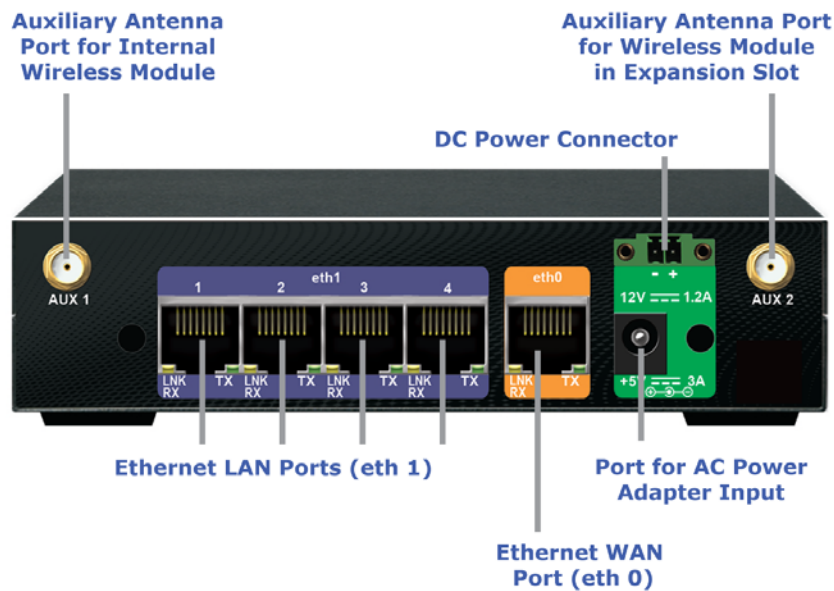 Auxiliary Antenna
Port for Internal
Wireless Module
Auxiliary Antenna Port
for Wireless Module
in Expansion Slot
DC Power Connector
AUX 1
eth1
1 2 3 4
eth0
- +
12V 1.2A
AUX 2
LNK TX LNK TX LNK TX LNK TX
RX RX RX RX
LNK TX
RX
+5V 3A
Ethernet LAN Ports (eth 1)
Port for AC Power
Adapter Input
Ethernet WAN
Port (eth 0)